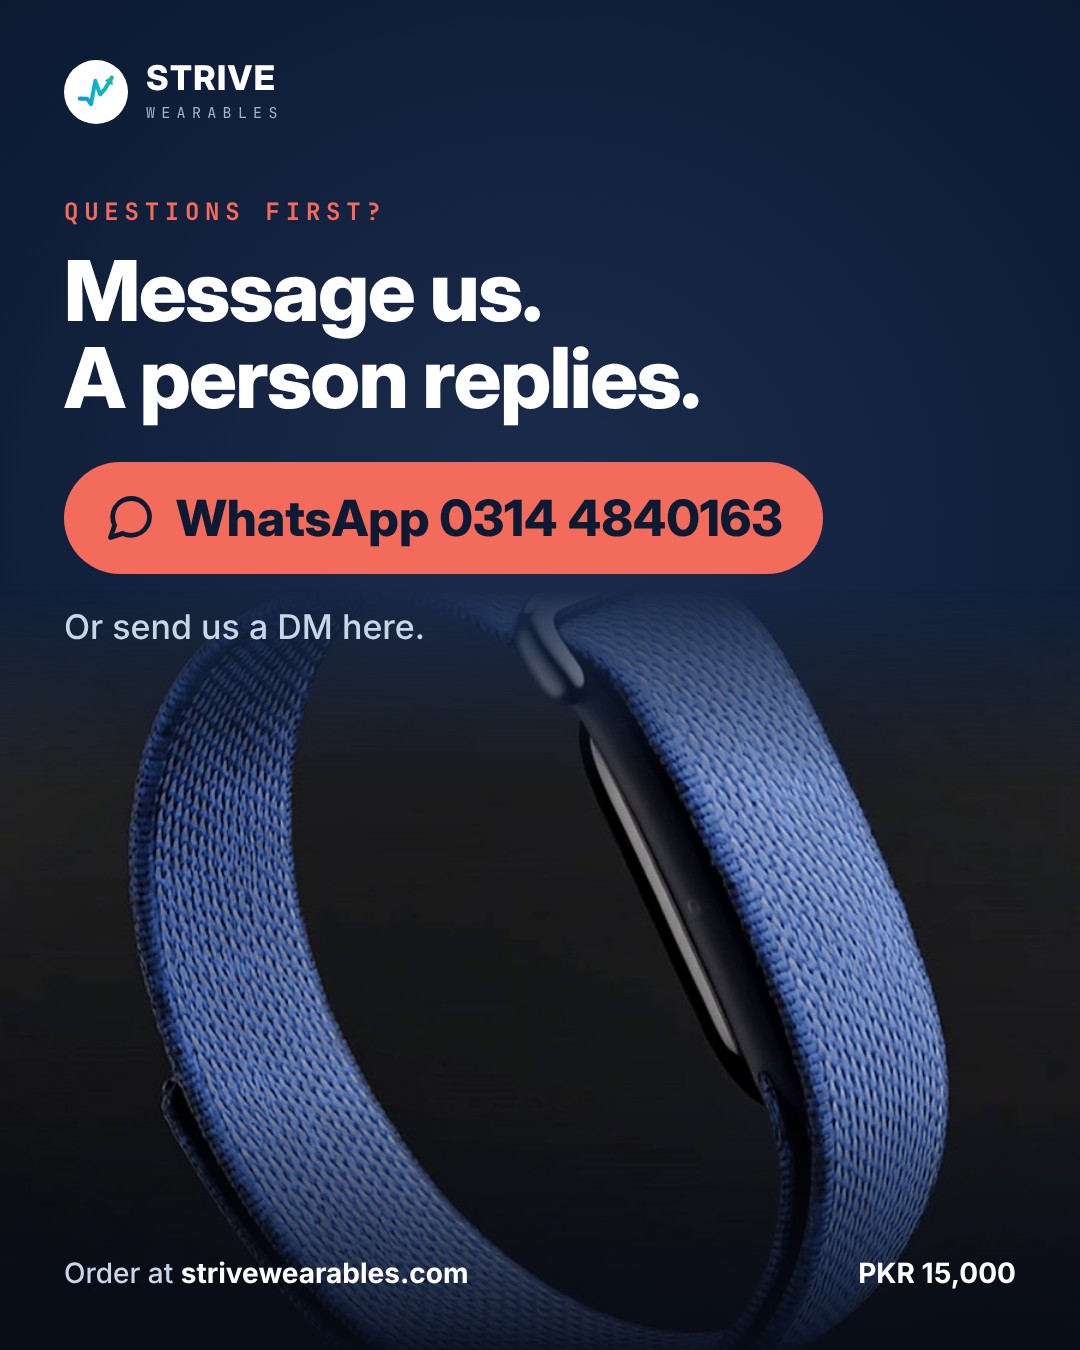 STRIVE
WEARABLES
QUESTIONS FIRST?
Message us.
A person replies.
WhatsApp 0314 4840163
Or send us a DM here.
Order at strivewearables.com
PKR 15,000